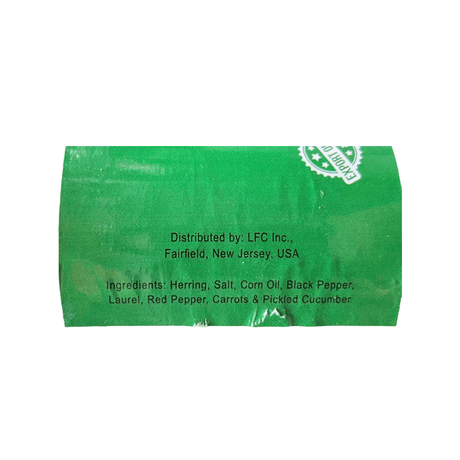 EXPORT
Distributed by: LFC Inc.,
Fairfield, New Jersey, USA
Ingredients: Herring, Salt, Corn Oil, Black Pepper,
Laurel, Red Pepper, Carrots & Pickled Cucumber